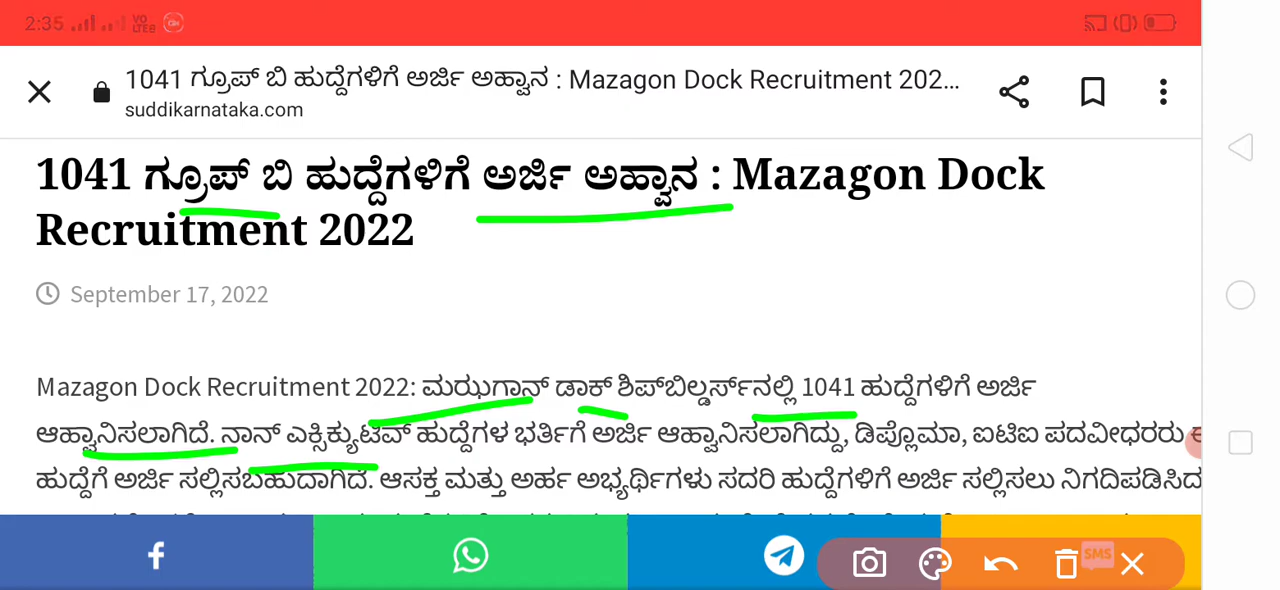 2:35 VO LTE
1041 ಗ್ರೂಪ್ ಬಿ ಹುದ್ದೆಗಳಿಗೆ ಅರ್ಜಿ ಅಹ್ವಾನ : Mazagon Dock Recruitment 202...
suddikarnataka.com
1041 ಗ್ರೂಪ್ ಬಿ ಹುದ್ದೆಗಳಿಗೆ ಅರ್ಜಿ ಅಹ್ವಾನ : Mazagon Dock
Recruitment 2022
September 17, 2022
Mazagon Dock Recruitment 2022: ಮಝಗಾನ್ ಡಾಕ್ ಶಿಪ್‌ಬಿಲ್ಡರ್ಸ್‌ನಲ್ಲಿ 1041 ಹುದ್ದೆಗಳಿಗೆ ಅರ್ಜಿ
ಆಹ್ವಾನಿಸಲಾಗಿದೆ. ನಾನ್ ಎಕ್ಸಿಕ್ಯುಟಿವ್ ಹುದ್ದೆಗಳ ಭರ್ತಿಗೆ ಅರ್ಜಿ ಆಹ್ವಾನಿಸಲಾಗಿದ್ದು, ಡಿಪ್ಲೊಮಾ, ಐಟಿಐ ಪದವೀಧರರು
ಹುದ್ದೆಗೆ ಅರ್ಜಿ ಸಲ್ಲಿಸಬಹುದಾಗಿದೆ. ಆಸಕ್ತ ಮತ್ತು ಅರ್ಹ ಅಭ್ಯರ್ಥಿಗಳು ಸದರಿ ಹುದ್ದೆಗಳಿಗೆ ಅರ್ಜಿ ಸಲ್ಲಿಸಲು ನಿಗದಿಪಡಿಸಿದ
SMS